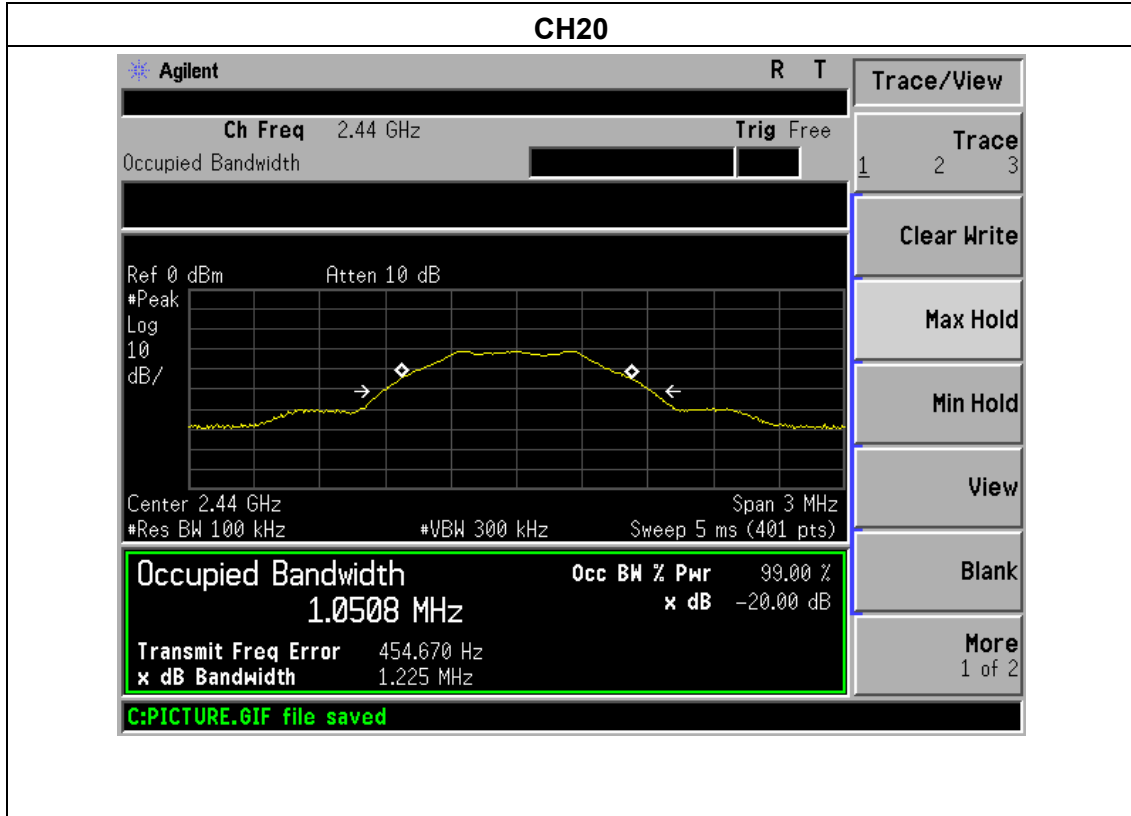 CH20
Agilent R T
Trace/View
Ch Freq 2.44 GHz Trig Free
Occupied Bandwidth
Trace
1 2 3
Clear Write
Max Hold
Min Hold
View
Blank
More
1 of 2
Ref 0 dBm Atten 10 dB
#Peak
Log
10
dB/
Center 2.44 GHz Span 3 MHz
#Res BW 100 kHz #VBW 300 kHz Sweep 5 ms (401 pts)
Occupied Bandwidth Occ BW % Pwr 99.00 %
1.0508 MHz x dB -20.00 dB
Transmit Freq Error 454.670 Hz
x dB Bandwidth 1.225 MHz
C:PICTURE.GIF file saved